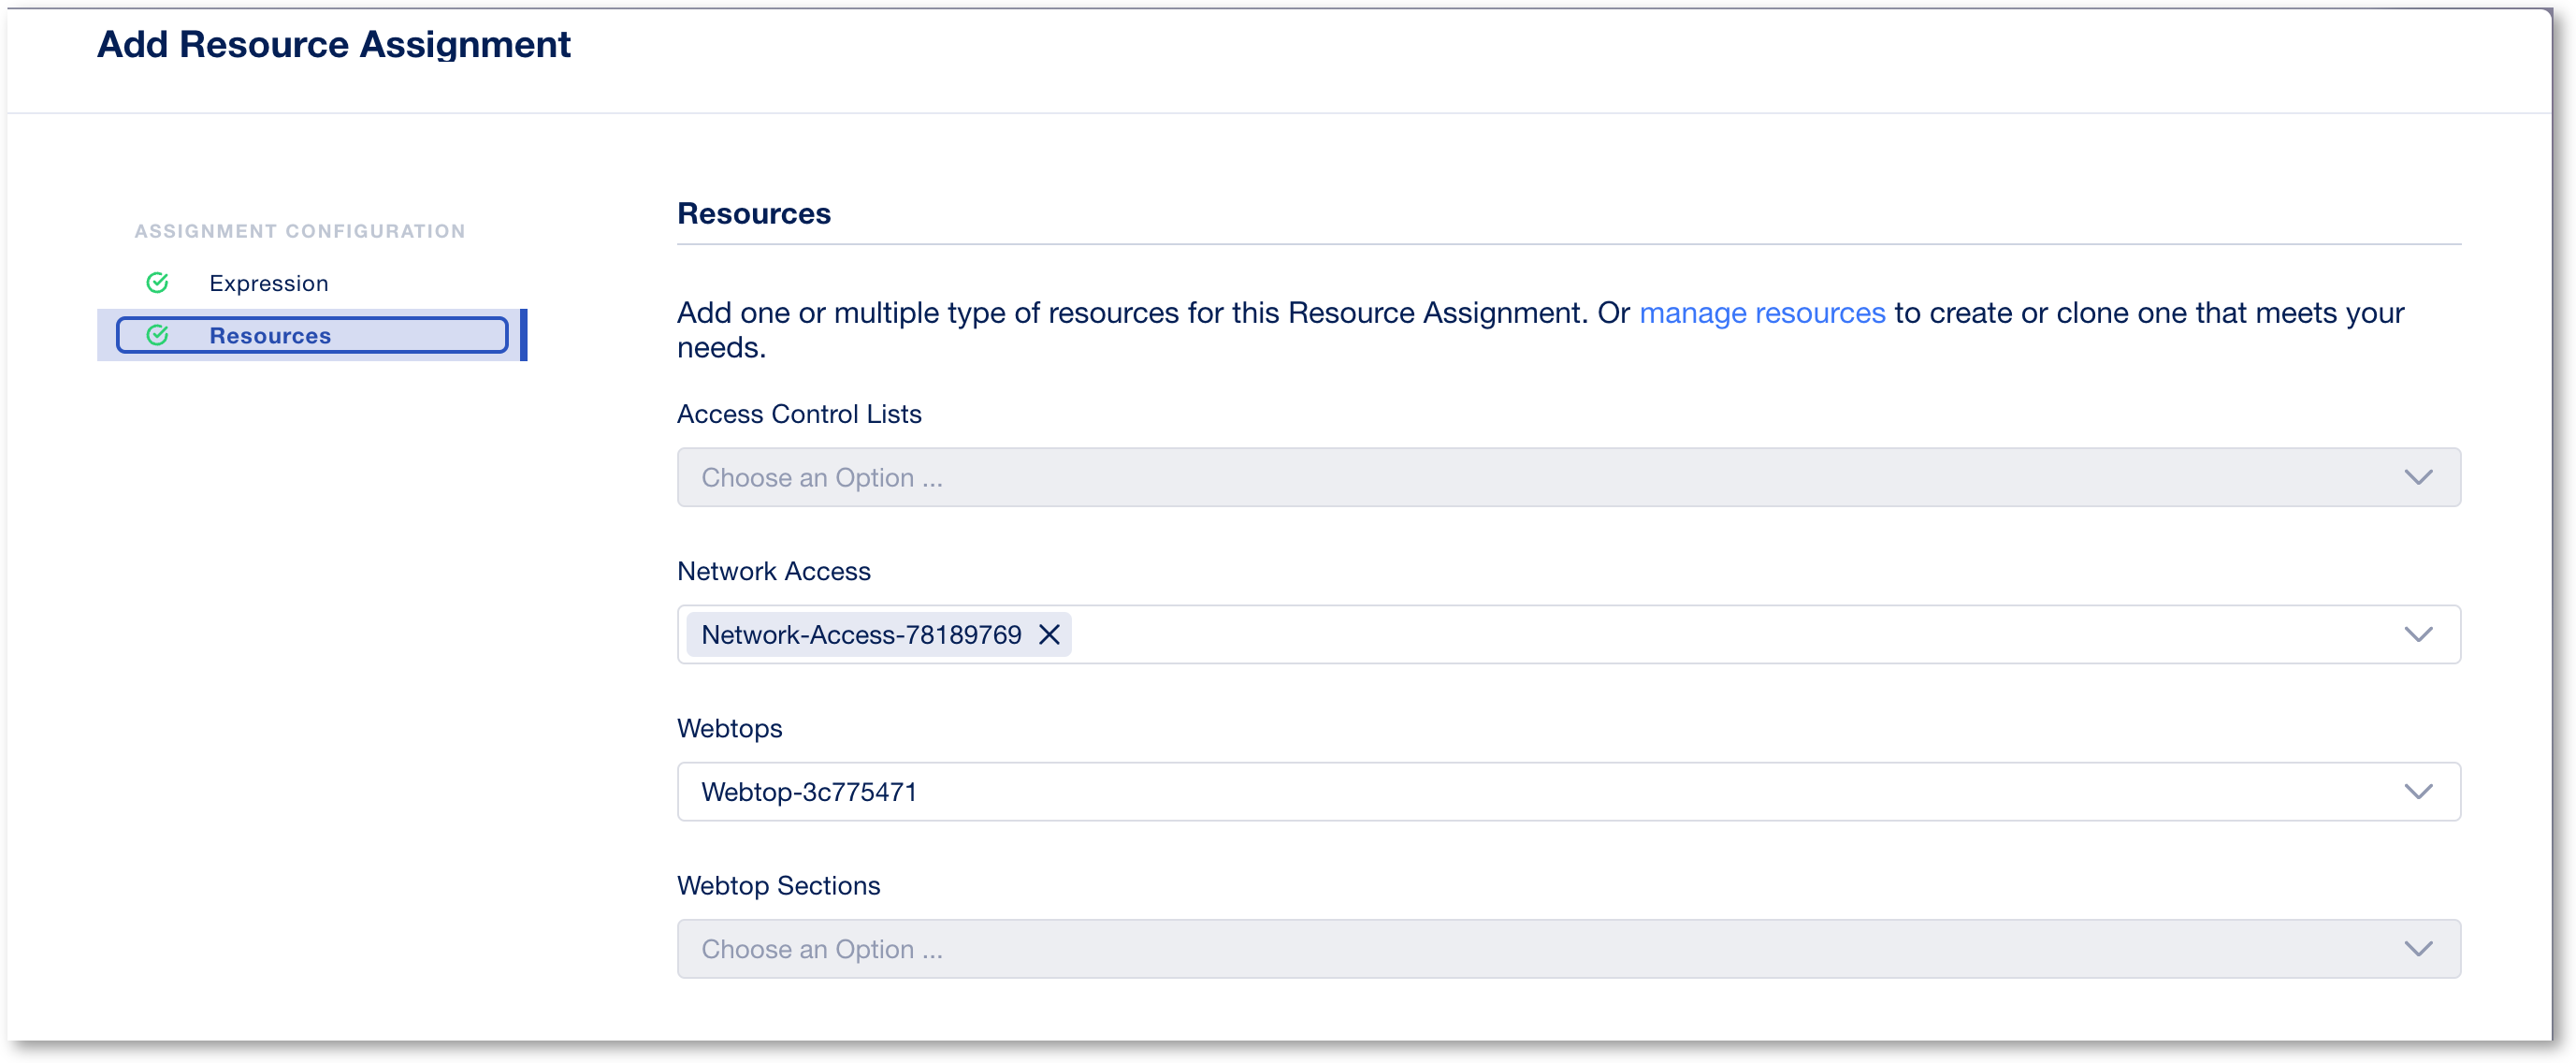 Add Resource Assignment
ASSIGNMENT CONFIGURATION
Expression
Resources
Resources
Add one or multiple type of resources for this Resource Assignment. Or manage resources to create or clone one that meets your
needs.
Access Control Lists
Choose an Option ...
Network Access
Network-Access-78189769
Webtops
Webtop-3c775471
Webtop Sections
Choose an Option ...